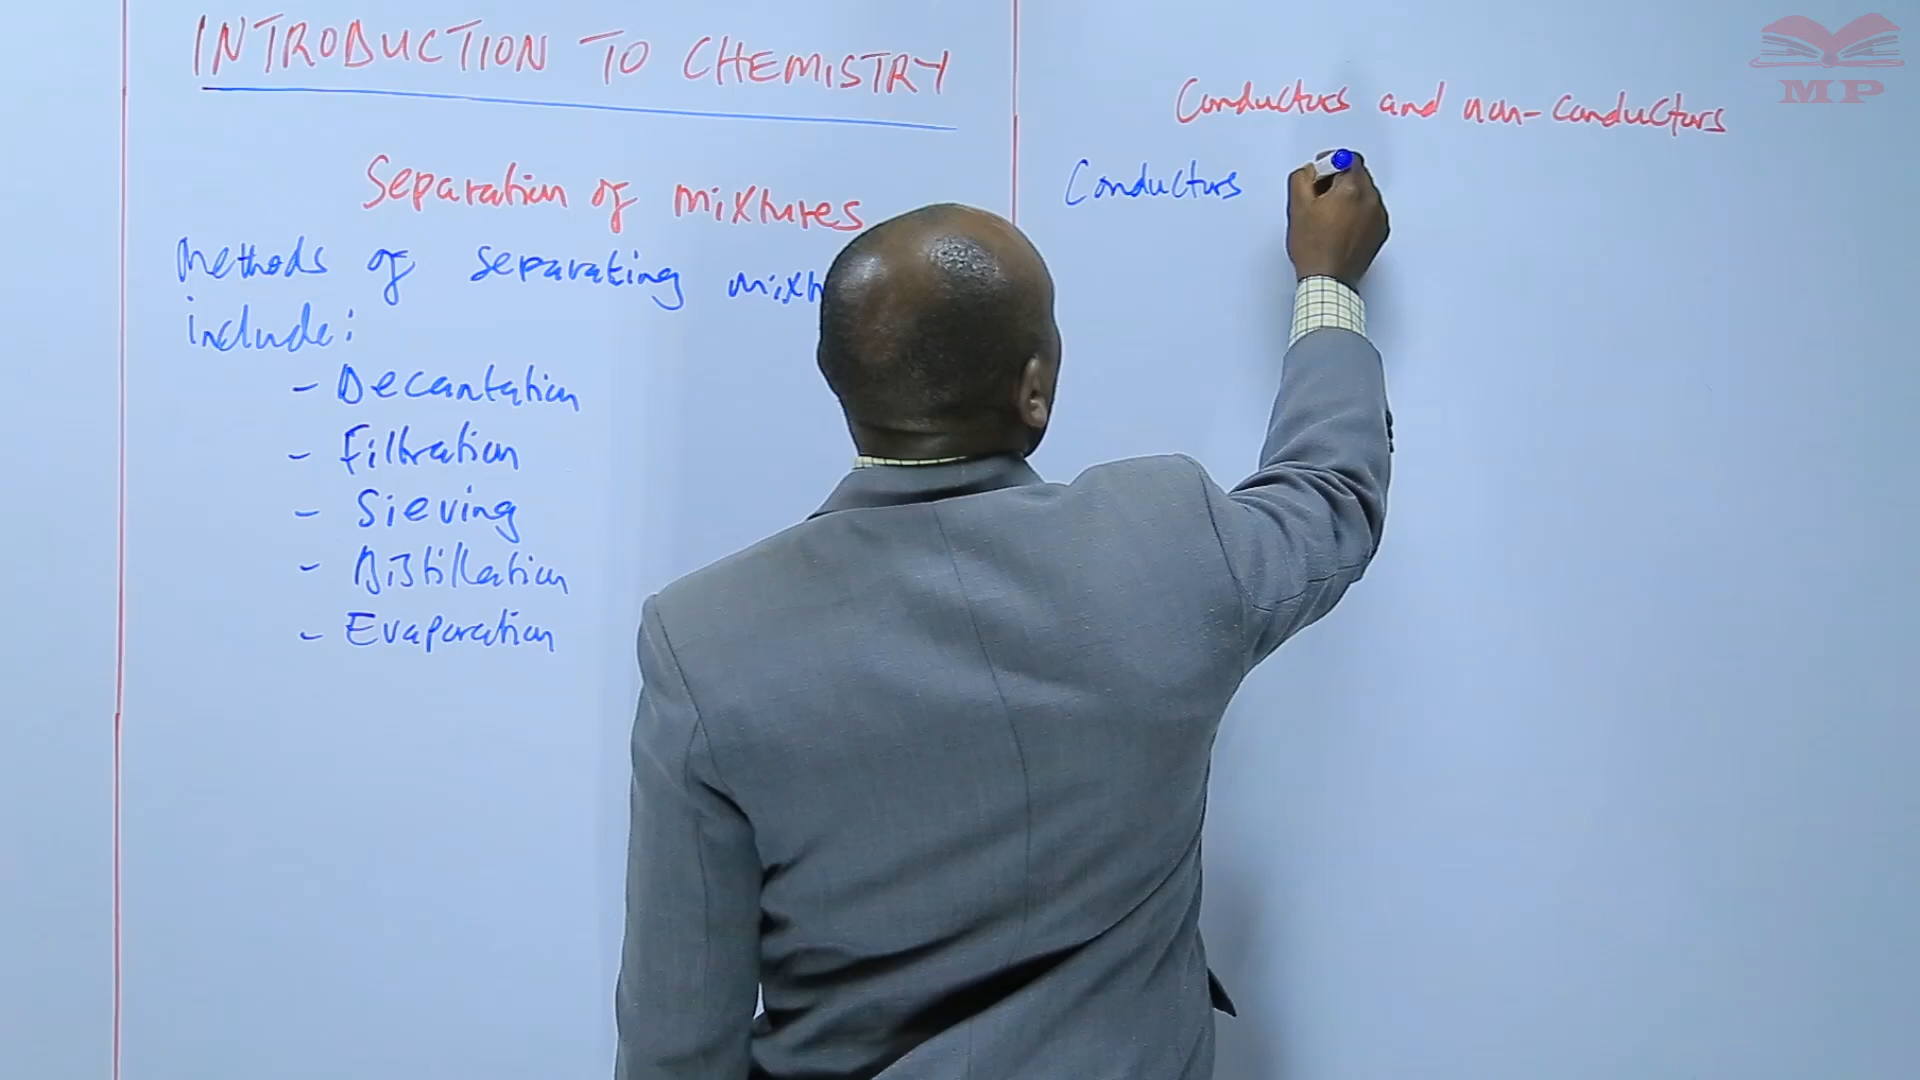 INTRODUCTION TO CHEMISTRY
Separation of mixtures
Methods of separating
include:
- Decantation
- Filtration
- Sieving
- Distillation
- Evaporation
Conductors and non-conductors
Conductors
MP